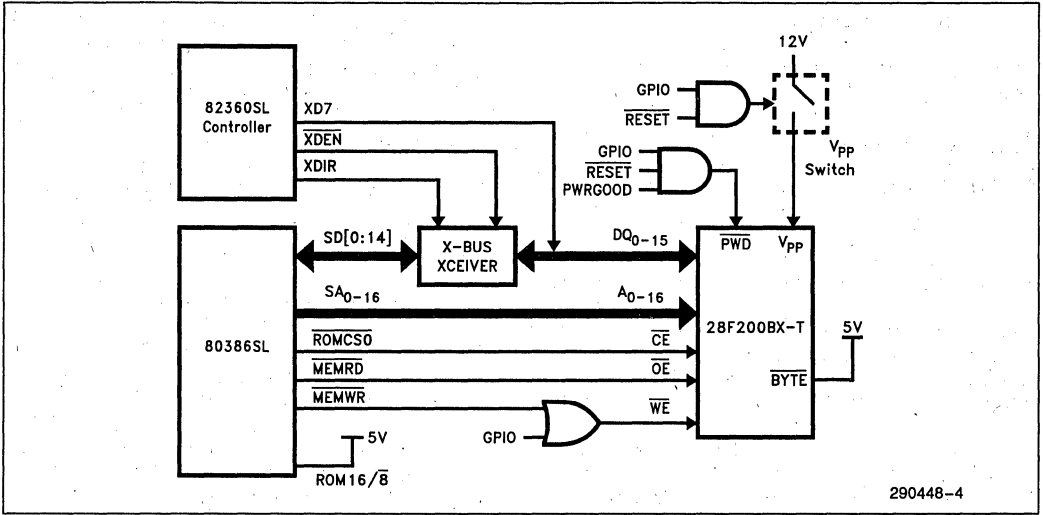 12V
82360SL
Controller
XD7
XDEN
XDIR
GPIO
RESET
VPP
Switch
GPIO
RESET
PWRGOOD
SD[0:14]
X-BUS
XCEIVER
DQ0-15
PWD
VPP
SA0-16
A0-16
80386SL
28F200BX-T
5V
ROMCS0
CE
MEMRD
OE
BYTE
MEMWR
WE
GPIO
5V
ROM16/8
290448-4